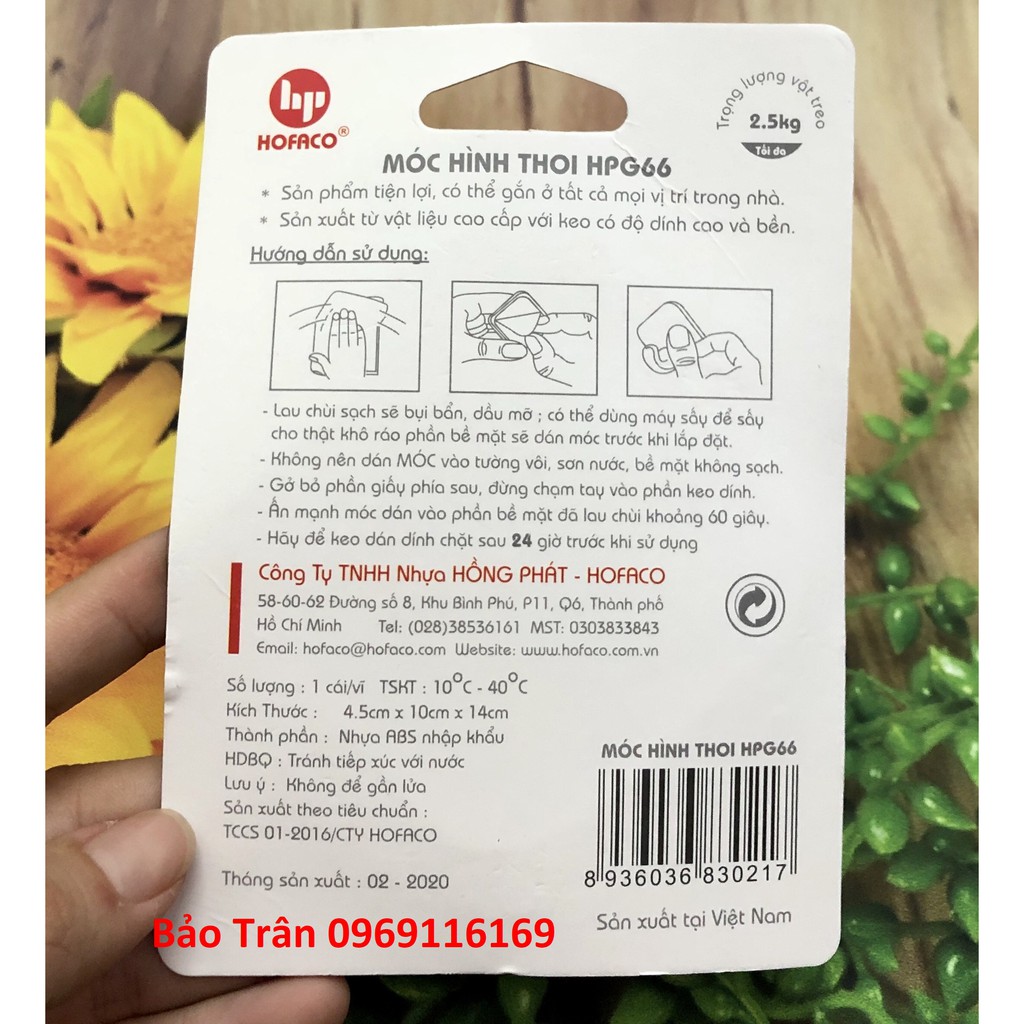 hp
HOFACO®
Trọng lượng vật treo
2.5kg
Tối đa
MÓC HÌNH THOI HPG66
* Sản phẩm tiện lợi, có thể gắn ở tất cả mọi vị trí trong nhà.
* Sản xuất từ vật liệu cao cấp với keo có độ dính cao và bền.
Hướng dẫn sử dụng:
- Lau chùi sạch sẽ bụi bẩn, dầu mỡ ; có thể dùng máy sấy để sấy
cho thật khô ráo phần bề mặt sẽ dán móc trước khi lắp đặt.
- Không nên dán MÓC vào tường vôi, sơn nước, bề mặt không sạch.
- Gở bỏ phần giấy phía sau, đừng chạm tay vào phần keo dính.
- Ấn mạnh móc dán vào phần bề mặt đã lau chùi khoảng 60 giây.
- Hãy để keo dán dính chặt sau 24 giờ trước khi sử dụng
Công Ty TNHH Nhựa HỒNG PHÁT - HOFACO
58-60-62 Đường số 8, Khu Bình Phú, P11, Q6, Thành phố
Hồ Chí Minh Tel: (028)38536161 MST: 0303833843
Email: hofaco@hofaco.com Website: www.hofaco.com.vn
Số lượng : 1 cái/vĩ TSKT : 10°C - 40°C
Kích Thước : 4.5cm x 10cm x 14cm
Thành phần : Nhựa ABS nhập khẩu
HDBQ : Tránh tiếp xúc với nước
Lưu ý : Không để gần lửa
Sản xuất theo tiêu chuẩn :
TCCS 01-2016/CTY HOFACO
Tháng sản xuất : 02 - 2020
MÓC HÌNH THOI HPG66
8 936036 830217
Sản xuất tại Việt Nam
Bảo Trân 0969116169